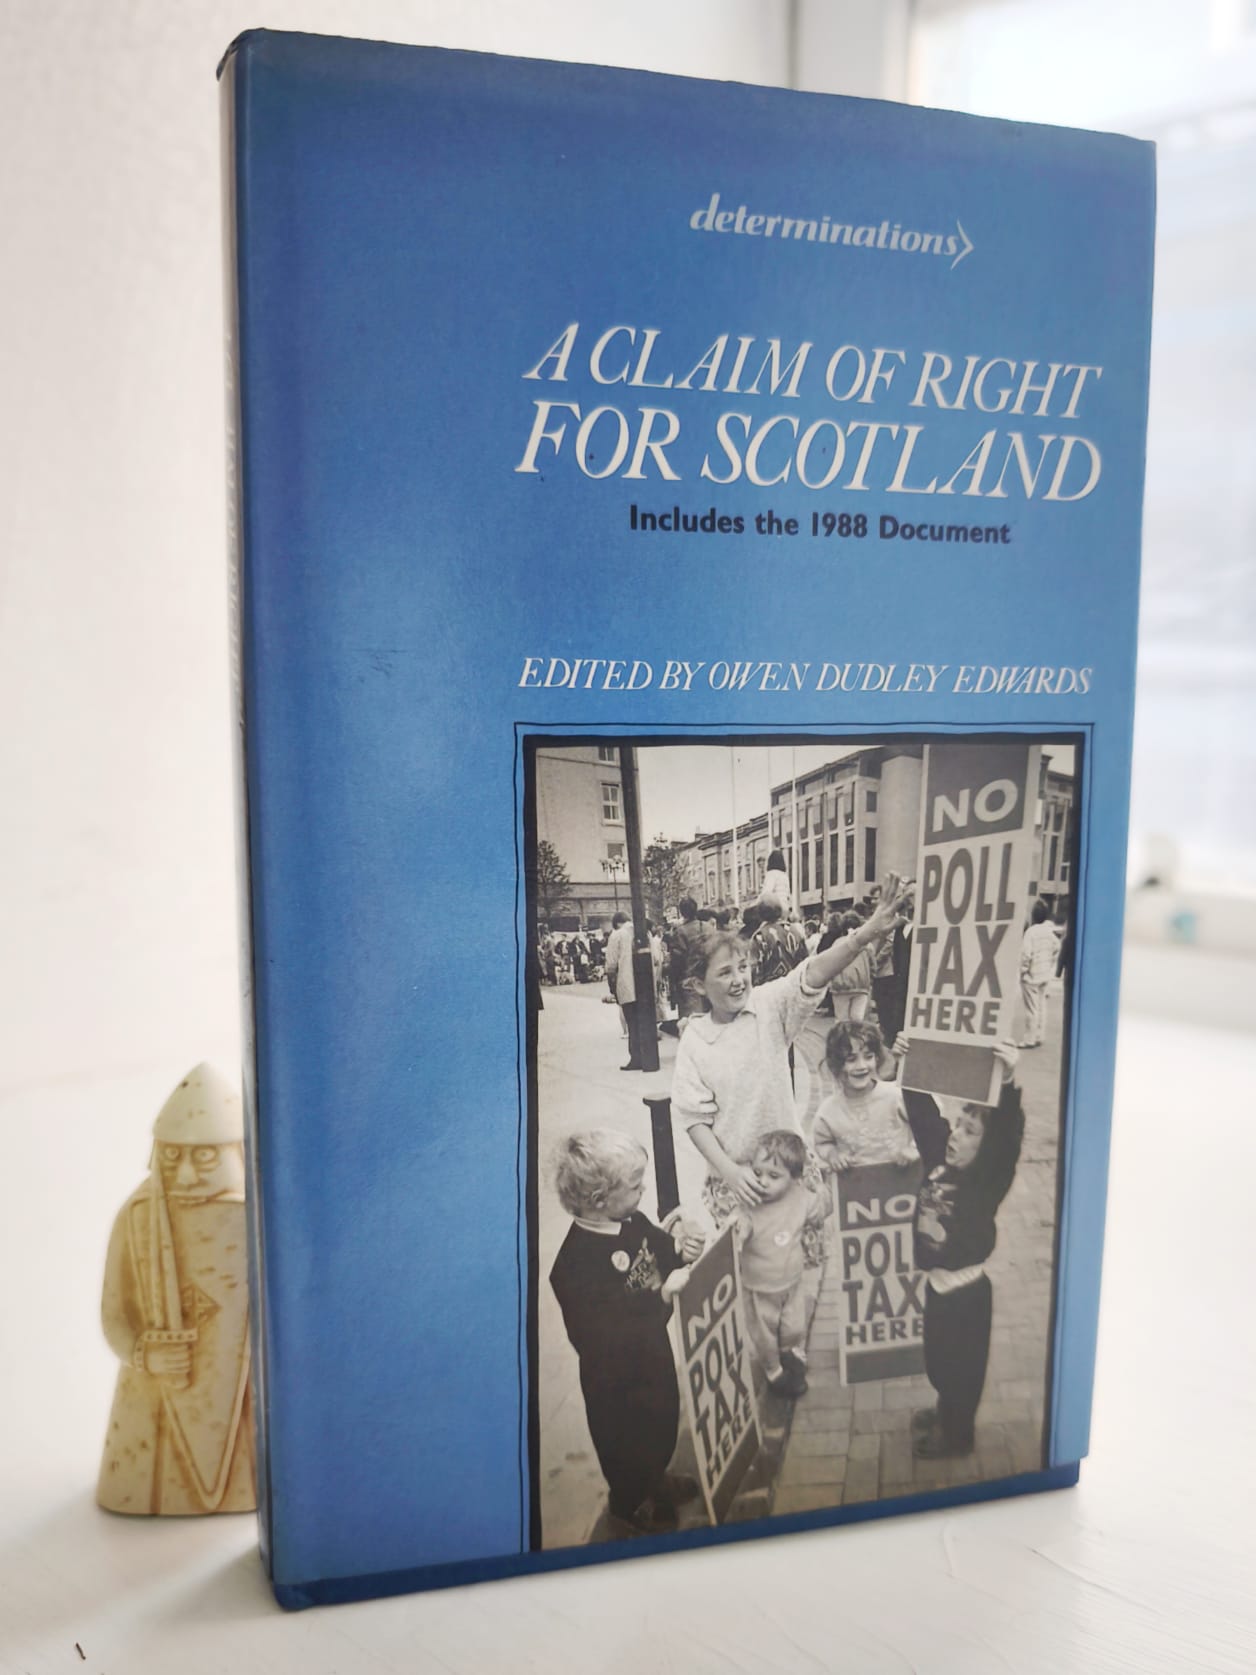 determinations>
A CLAIM OF RIGHT
FOR SCOTLAND
Includes the 1988 Document
EDITED BY OWEN DUDLEY EDWARDS
NO
POLL
TAX
HERE
NO
POLL
TAX
HERE
NO
POLL
TAX
HERE